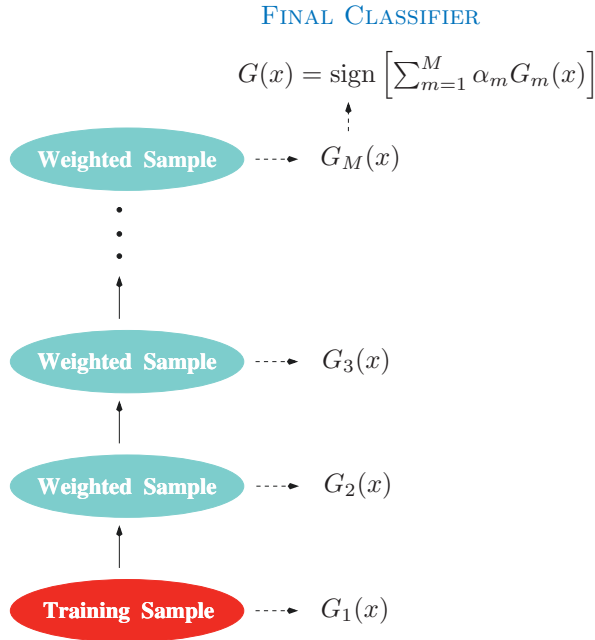 FINAL CLASSIFIER
G(x) = sign [∑_{m=1}^{M} α_m G_m(x)]
Weighted Sample
G_M(x)
Weighted Sample
G_3(x)
Weighted Sample
G_2(x)
Training Sample
G_1(x)